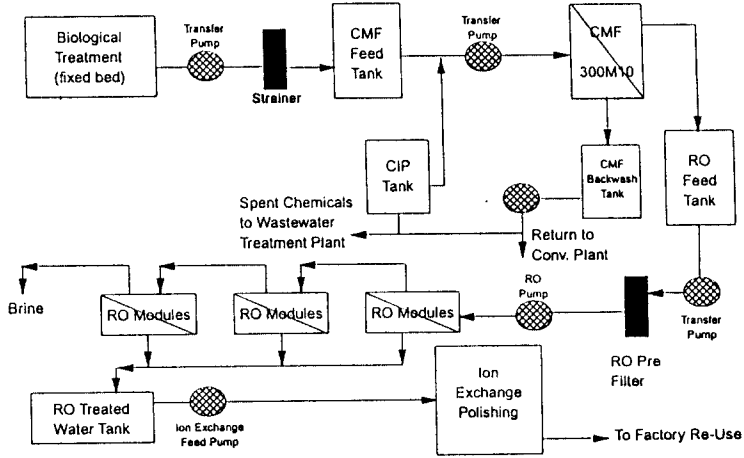 Biological
Treatment
(fixed bed)
Transfer
Pump
Strainer
CMF
Feed
Tank
Transfer
Pump
CMF
300M10
CIP
Tank
CMF
Backwash
Tank
RO
Feed
Tank
Spent Chemicals
to Wastewater
Treatment Plant
Return to
Conv. Plant
Brine
RO Modules
RO Modules
RO Modules
RO
Pump
RO Pre
Filter
Transfer
Pump
RO Treated
Water Tank
Ion Exchange
Feed Pump
Ion
Exchange
Polishing
To Factory Re-Use